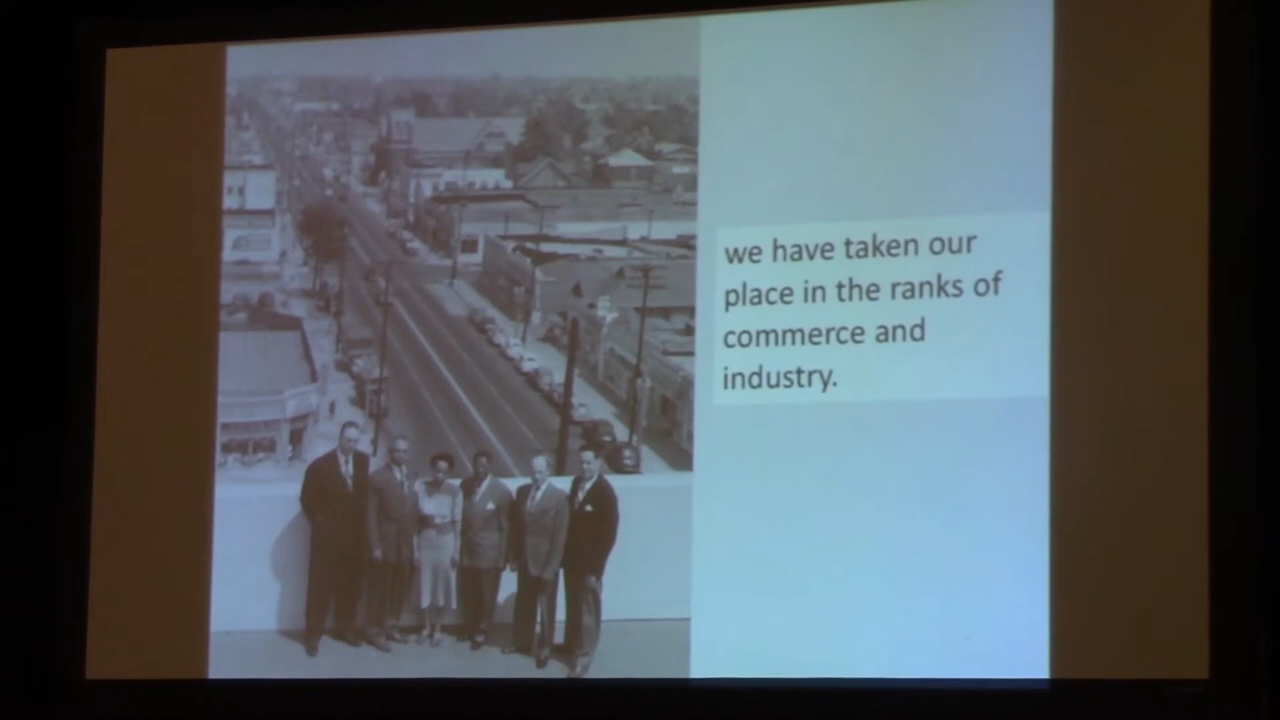 we have taken our
place in the ranks of
commerce and
industry.